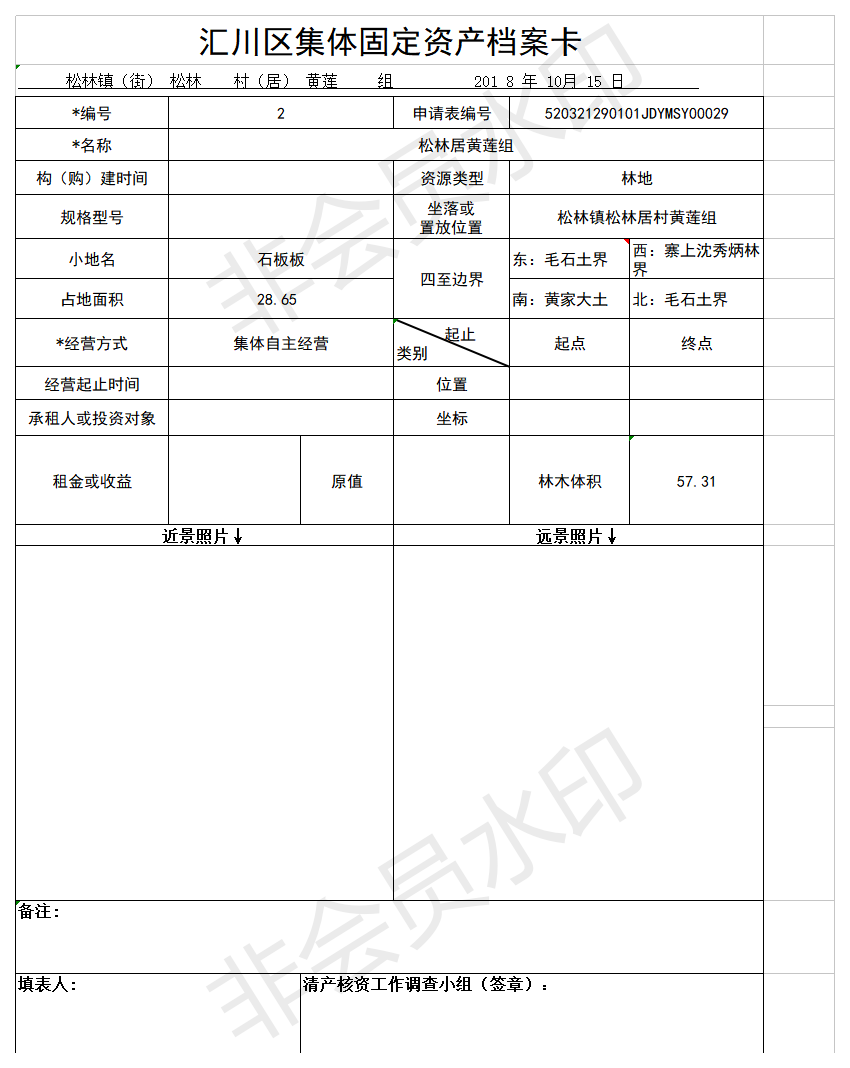 汇川区集体固定资产档案卡
松林镇（街） 松林 村（居） 黄莲 组 2018 年 10月 15 日
*编号 2 申请表编号 520321290101JDYMSY00029
*名称 松林居黄莲组
构（购）建时间 资源类型 林地
规格型号 坐落或 松林镇松林居村黄莲组
置放位置
小地名 石板板 四至边界 东：毛石土界 西：寨上沈秀炳林
界
占地面积 28.65 南：黄家大土 北：毛石土界
*经营方式 集体自主经营 起止 起点 终点
类别
经营起止时间 位置
承租人或投资对象 坐标
租金或收益 原值 林木体积 57.31
近景照片↓ 远景照片↓
备注:
填表人: 清产核资工作调查小组（签章）:
非会员水印
非会员水印